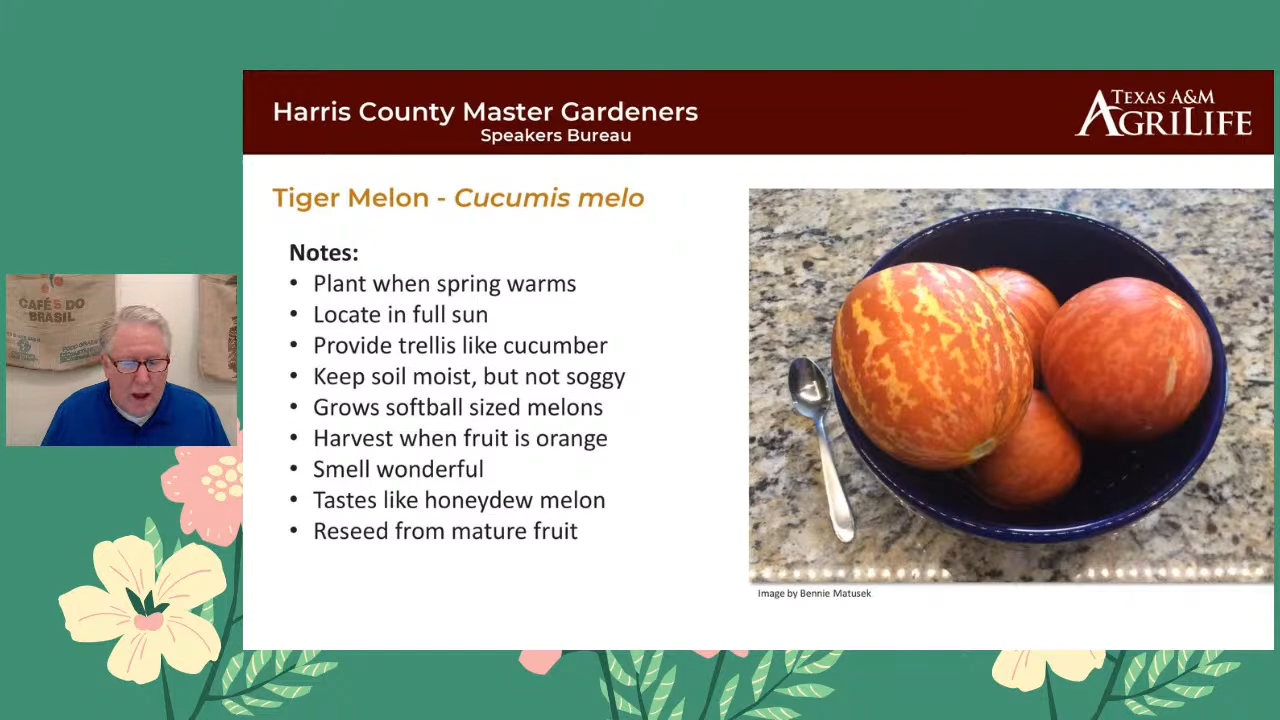 Harris County Master Gardeners
Speakers Bureau
TEXAS A&M
AGRILIFE
Tiger Melon - Cucumis melo
Notes:
• Plant when spring warms
• Locate in full sun
• Provide trellis like cucumber
• Keep soil moist, but not soggy
• Grows softball sized melons
• Harvest when fruit is orange
• Smell wonderful
• Tastes like honeydew melon
• Reseed from mature fruit
Image by Bennie Matusek
CAFÉS DO
BRASIL